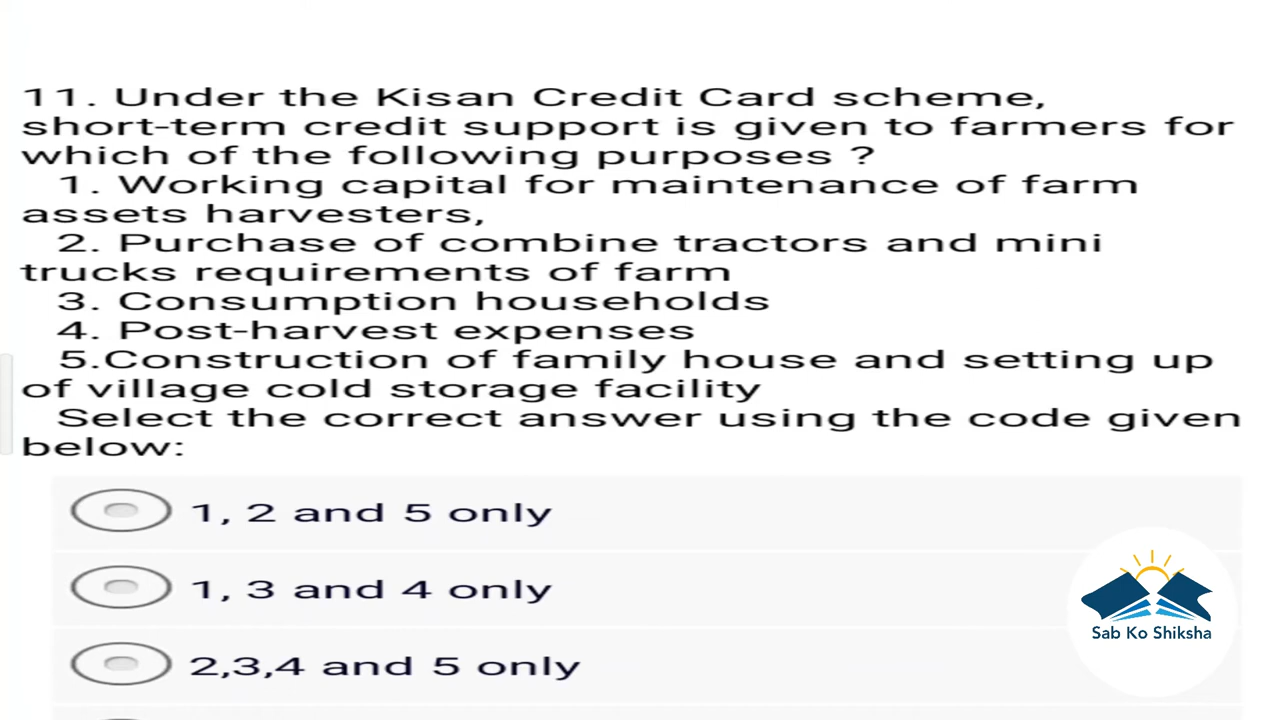 11. Under the Kisan Credit Card scheme,
short-term credit support is given to farmers for
which of the following purposes ?
1. Working capital for maintenance of farm
assets harvesters,
2. Purchase of combine tractors and mini
trucks requirements of farm
3. Consumption households
4. Post-harvest expenses
5.Construction of family house and setting up
of village cold storage facility
Select the correct answer using the code given
below:
1, 2 and 5 only
1, 3 and 4 only
2,3,4 and 5 only
Sab Ko Shiksha